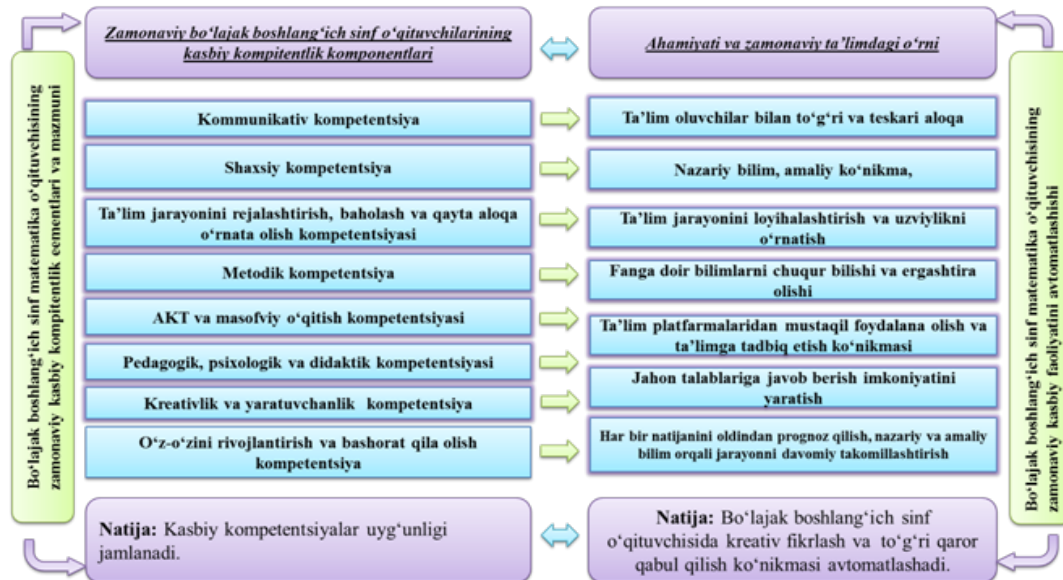 Bo‘lajak boshlang‘ich sinf matematika o‘qituvchisining
zamonaviy kasbiy kompitentlik eementlari va mazmuni
Zamonaviy bo‘lajak boshlang‘ich sinf o‘qituvchilarining
kasbiy kompitentlik komponentlari
Ahamiyati va zamonaviy ta’limdagi o‘rni
Kommunikativ kompetentsiya
Ta’lim oluvchilar bilan to‘g‘ri va teskari aloqa
Shaxsiy kompetentsiya
Nazariy bilim, amaliy ko‘nikma,
Ta’lim jarayonini rejalashtirish, baholash va qayta aloqa
o‘rnata olish kompetentsiyasi
Ta’lim jarayonini loyihalashtirish va uzviylikni
o‘rnatish
Metodik kompetentsiya
Fanga doir bilimlarni chuqur bilishi va ergashtira
olishi
AKT va masofviy o‘qitish kompetentsiyasi
Ta’lim platfarmalaridan mustaqil foydalana olish va
ta’limga tadbiq etish ko‘nikmasi
Pedagogik, psixologik va didaktik kompetentsiyasi
Jahon talablariga javob berish imkoniyatini
yaratish
Kreativlik va yaratuvchanlik kompetentsiya
O‘z-o‘zini rivojlantirish va bashorat qila olish
kompetentsiya
Har bir natijanini oldindan prognoz qilish, nazariy va amaliy
bilim orqali jarayonni davomiy takomillashtirish
Natija: Kasbiy kompetentsiyalar uyg‘unligi
jamlanadi.
Natija: Bo‘lajak boshlang‘ich sinf
o‘qituvchisida kreativ fikrlash va to‘g‘ri qaror
qabul qilish ko‘nikmasi avtomatlashadi.
Bo‘lajak boshlang‘ich sinf matematika o‘qituvchisining
zamonaviy kasbiy faoliyatini avtomatlashishi